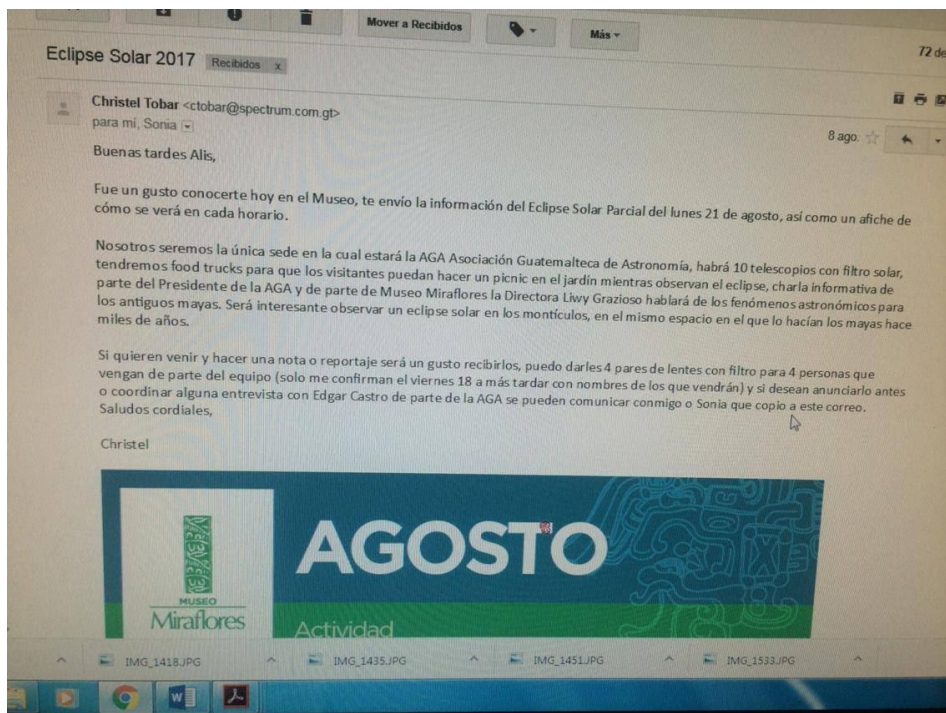 Mover a Recibidos
Más
72 de
Eclipse Solar 2017 Recibidos x
Christel Tobar <ctobar@spectrum.com.gt>
para mí, Sonia
8 ago.
Buenas tardes Alis,
Fue un gusto conocerte hoy en el Museo, te envío la información del Eclipse Solar Parcial del lunes 21 de agosto, así como un afiche de
cómo se verá en cada horario.
Nosotros seremos la única sede en la cual estará la AGA Asociación Guatemalteca de Astronomía, habrá 10 telescopios con filtro solar,
tendremos food trucks para que los visitantes puedan hacer un picnic en el jardín mientras observan el eclipse, charla informativa de
parte del Presidente de la AGA y de parte de Museo Miraflores la Directora Liwy Grazioso hablará de los fenómenos astronómicos para
los antiguos mayas. Será interesante observar un eclipse solar en los montículos, en el mismo espacio en el que lo hacían los mayas hace
miles de años.
Si quieren venir y hacer una nota o reportaje será un gusto recibirlos, puedo darles 4 pares de lentes con filtro para 4 personas que
vengan de parte del equipo (solo me confirman el viernes 18 a más tardar con nombres de los que vendrán) y si desean anunciarlo antes
o coordinar alguna entrevista con Edgar Castro de parte de la AGA se pueden comunicar conmigo o Sonia que copio a este correo.
Saludos cordiales,
Christel
AGOSTO
MUSEO
Miraflores
Actividad
IMG_1418.JPG
IMG_1435.JPG
IMG_1451.JPG
IMG_1533.JPG